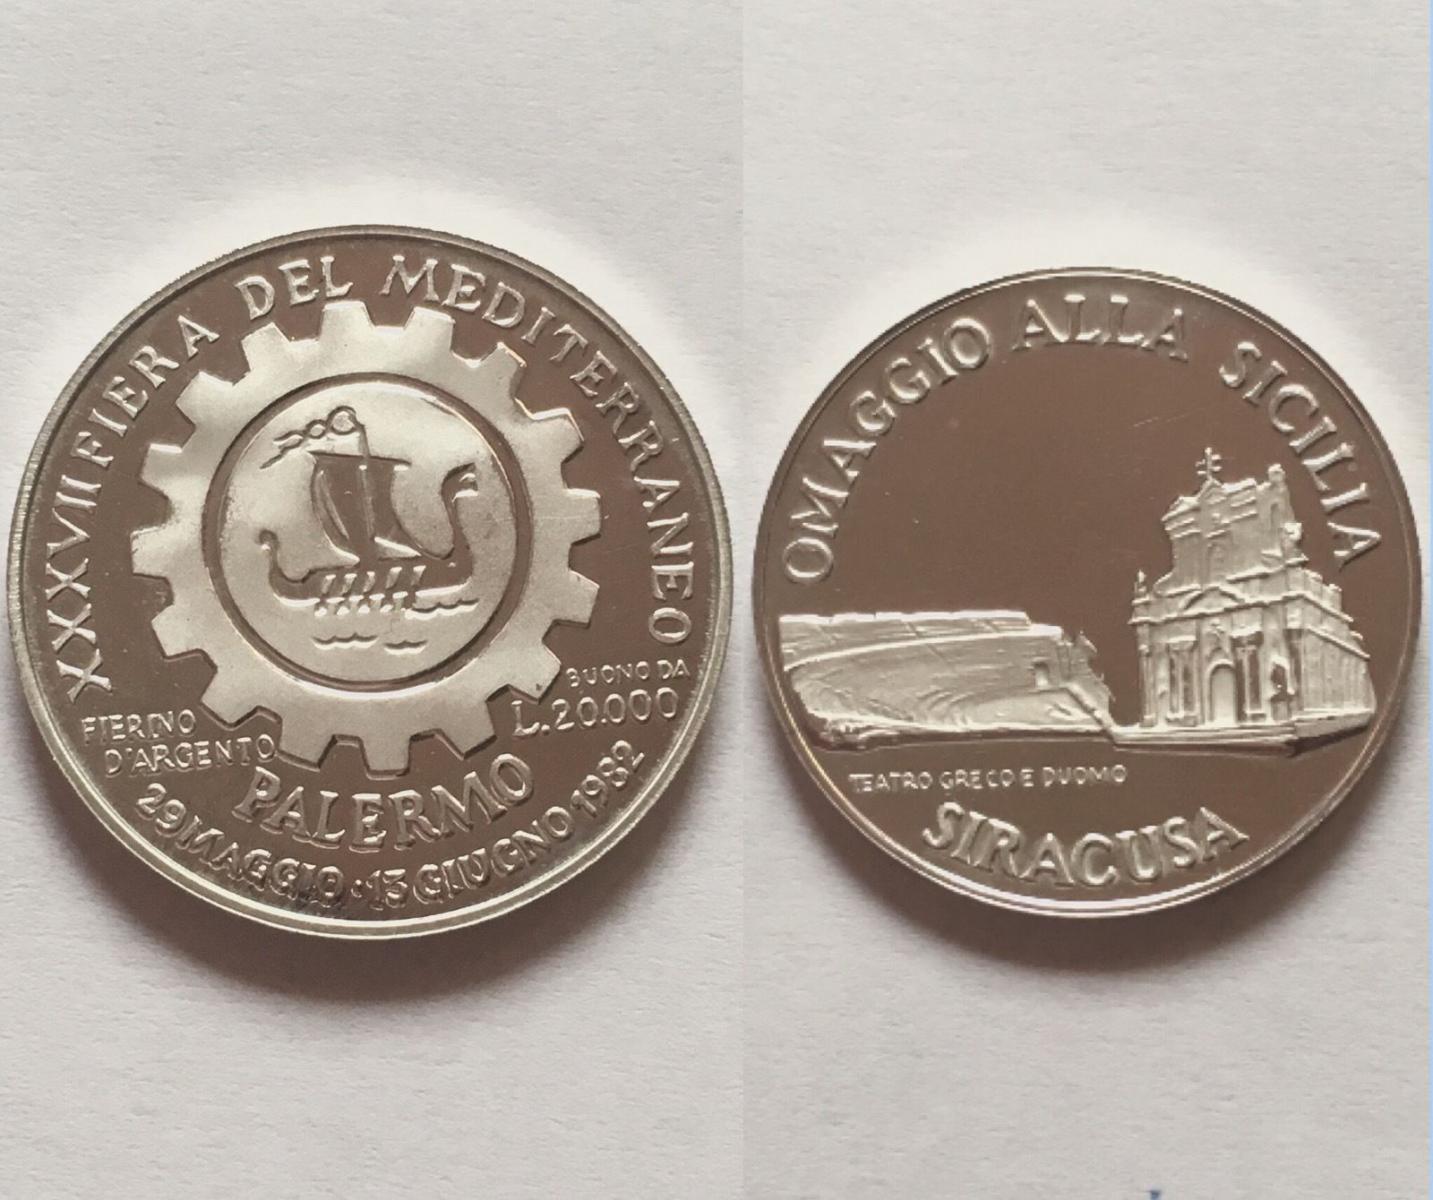 XXXVII FIERA DEL MEDITERRANEO
FIERINO
D'ARGENTO
BUONO DA
L.20.000
PALERMO
29 MAGGIO · 13 GIUGNO 1982
OMAGGIO ALLA SICILIA
TEATRO GRECO E DUOMO
SIRACUSA